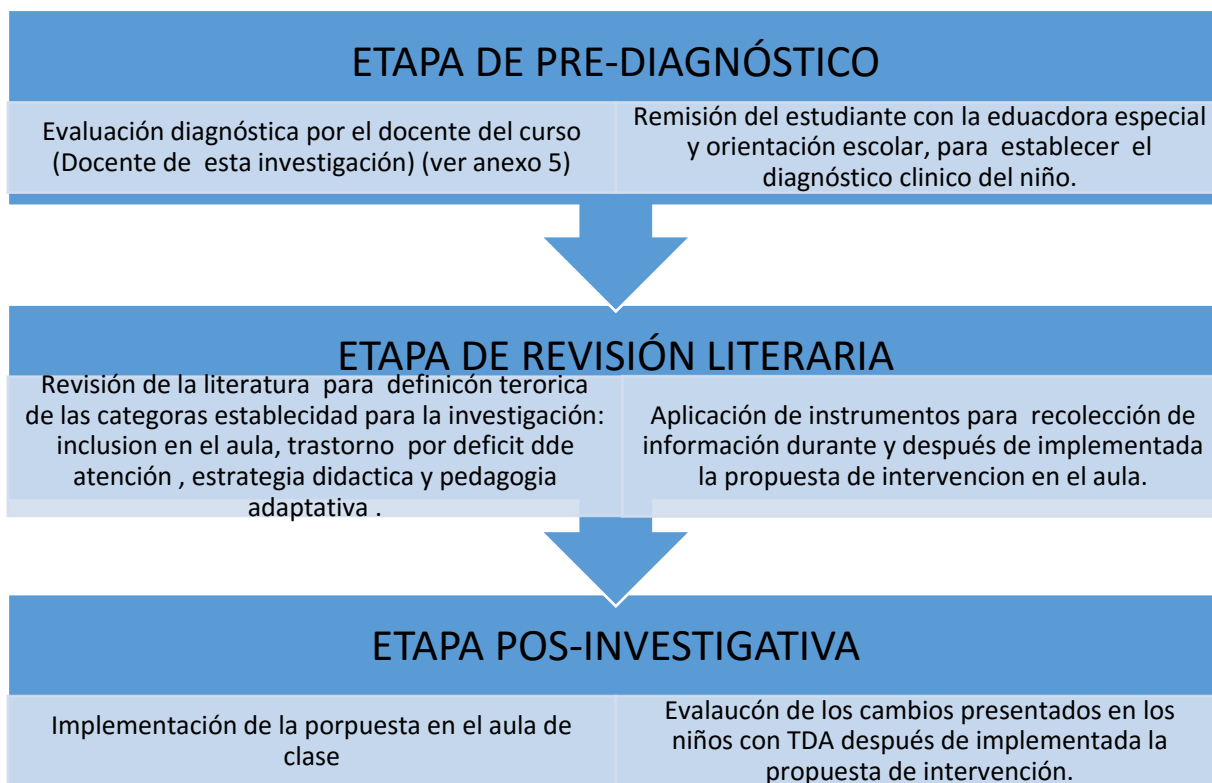 ETAPA DE PRE-DIAGNÓSTICO
Evaluación diagnóstica por el docente del curso
(Docente de esta investigación) (ver anexo 5)
Remisión del estudiante con la eduacdora especial
y orientación escolar, para establecer el
diagnóstico clinico del niño.
ETAPA DE REVISIÓN LITERARIA
Revisión de la literatura para definicón terorica
de las categoras establecidad para la investigación:
inclusion en el aula, trastorno por deficit dde
atención , estrategia didactica y pedagogia
adaptativa .
Aplicación de instrumentos para recolección de
información durante y después de implementada
la propuesta de intervencion en el aula.
ETAPA POS-INVESTIGATIVA
Implementación de la porpuesta en el aula de
clase
Evalaucón de los cambios presentados en los
niños con TDA después de implementada la
propuesta de intervención.